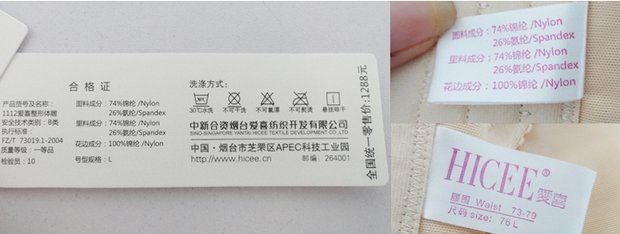 合格证
产品货号及名称：
1112爱喜整形体雕
安全技术类别：B类
执行标准：
FZ/T 73019.1-2004
质量等级：一等品
检验员：10
面料成分：74%锦纶 /Nylon
26%氨纶/Spandex
里料成分：74%锦纶 /Nylon
26%氨纶/Spandex
花边成分：100%锦纶 /Nylon
号型规格：L
洗涤方式：
30℃水洗 不可干洗 不可氯漂 不可熨烫 悬挂晾干
中新合资烟台爱喜纺织开发有限公司
SINO-SINGAPORE YANTAI HICEE TEXTILE DEVELOPMENT CO.,LTD.
中国·烟台市芝罘区APEC科技工业园
http://www.hicee.cn 邮编：264001
全国统一零售价：1288元
面料成分：74%锦纶/Nylon
26%氨纶/Spandex
里料成分：74%锦纶/Nylon
26%氨纶/Spandex
花边成分：100%锦纶/Nylon
HICEE® 愛喜
腰围 Waist 73-79
尺码 size: 76 L